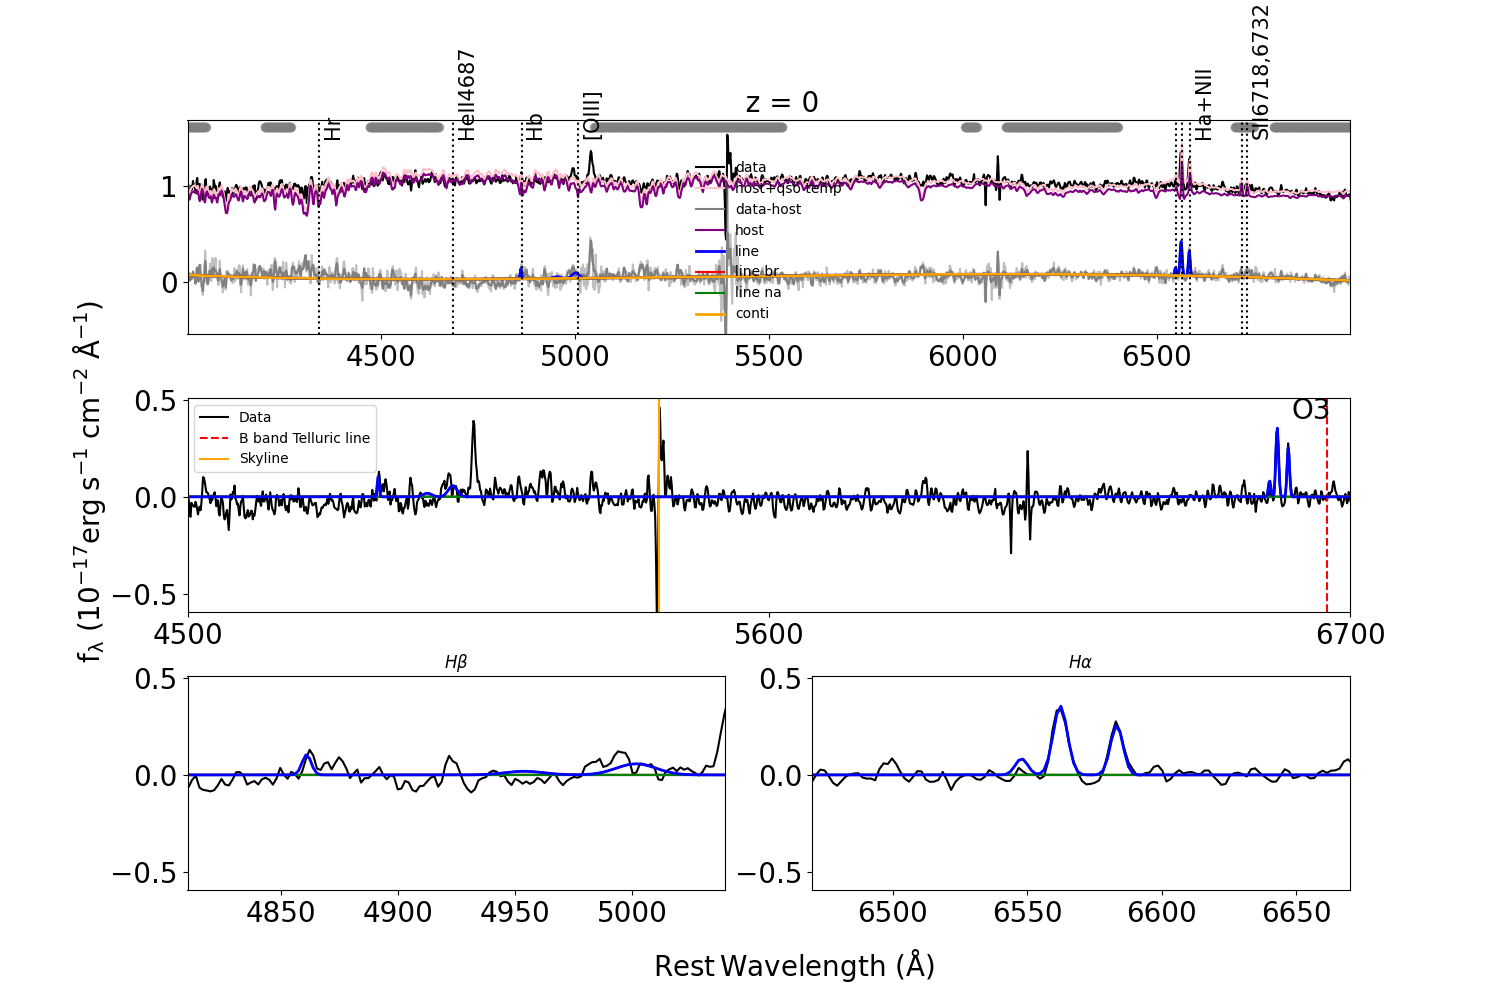 z = 0
Hr
HeII4687
Hb
[OIII]
Ha+NII
SII6718,6732
data
host+qso temp
data-host
host
line
line br
line na
conti
1
0
4500 5000 5500 6000 6500
fλ (10−17erg s−1 cm−2 Å−1)
Data
B band Telluric line
Skyline
O3
0.5
0.0
−0.5
4500 5600 6700
Hβ
0.5
0.0
−0.5
4850 4900 4950 5000
Hα
0.5
0.0
−0.5
6500 6550 6600 6650
Rest Wavelength (Å)